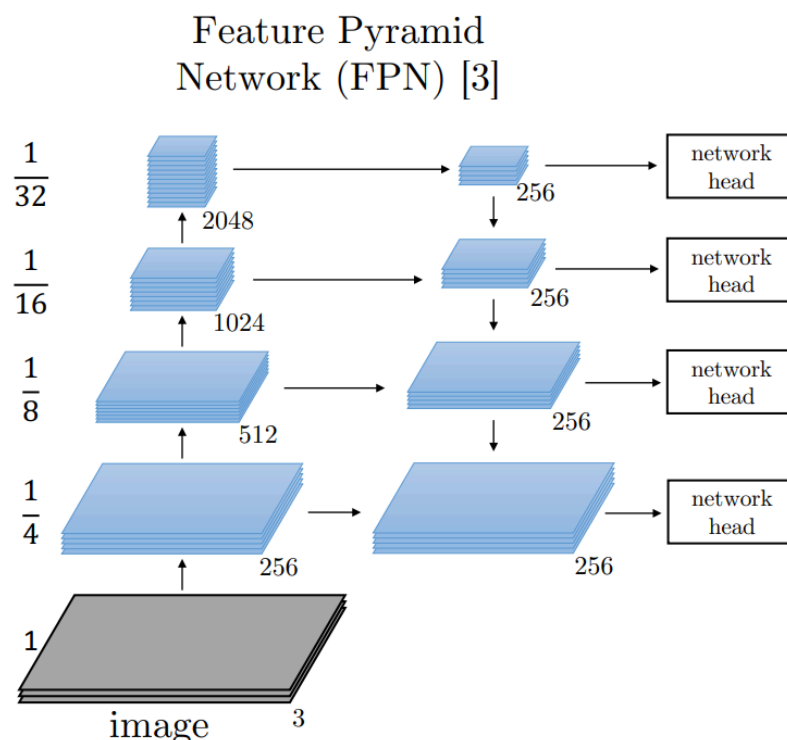 Feature Pyramid
Network (FPN) [3]
1
32
2048
256
network
head
1
16
1024
256
network
head
1
8
512
256
network
head
1
4
256
256
network
head
1
3
image